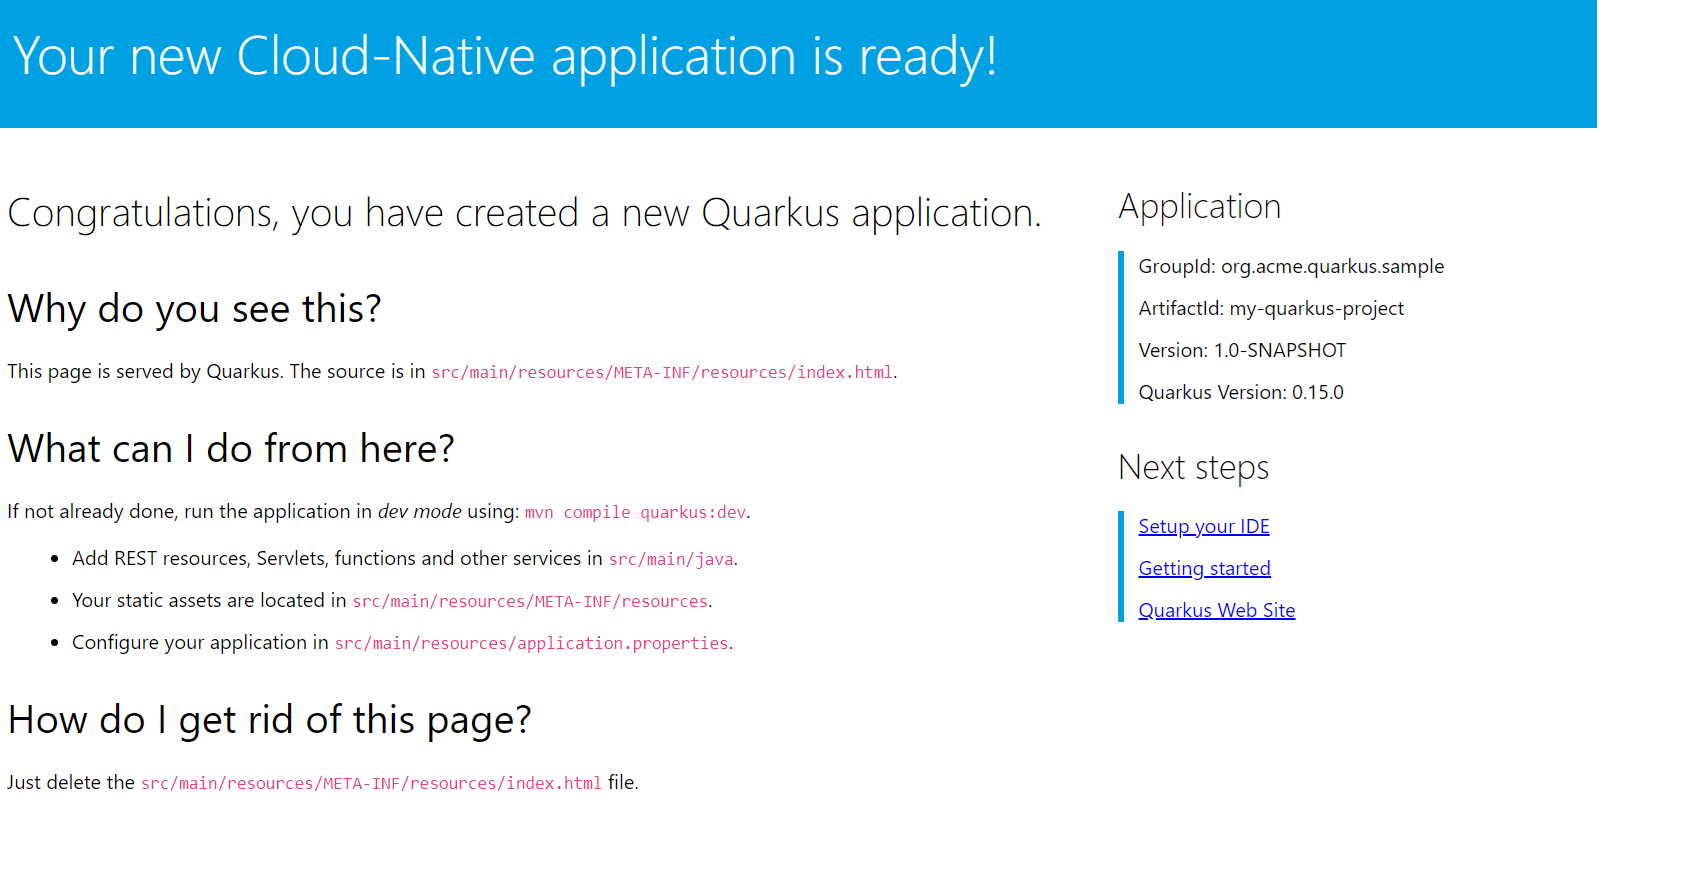 Your new Cloud-Native application is ready!
Congratulations, you have created a new Quarkus application.
Why do you see this?
This page is served by Quarkus. The source is in src/main/resources/META-INF/resources/index.html.
What can I do from here?
If not already done, run the application in dev mode using: mvn compile quarkus:dev.
• Add REST resources, Servlets, functions and other services in src/main/java.
• Your static assets are located in src/main/resources/META-INF/resources.
• Configure your application in src/main/resources/application.properties.
How do I get rid of this page?
Just delete the src/main/resources/META-INF/resources/index.html file.
Application
GroupId: org.acme.quarkus.sample
ArtifactId: my-quarkus-project
Version: 1.0-SNAPSHOT
Quarkus Version: 0.15.0
Next steps
Setup your IDE
Getting started
Quarkus Web Site